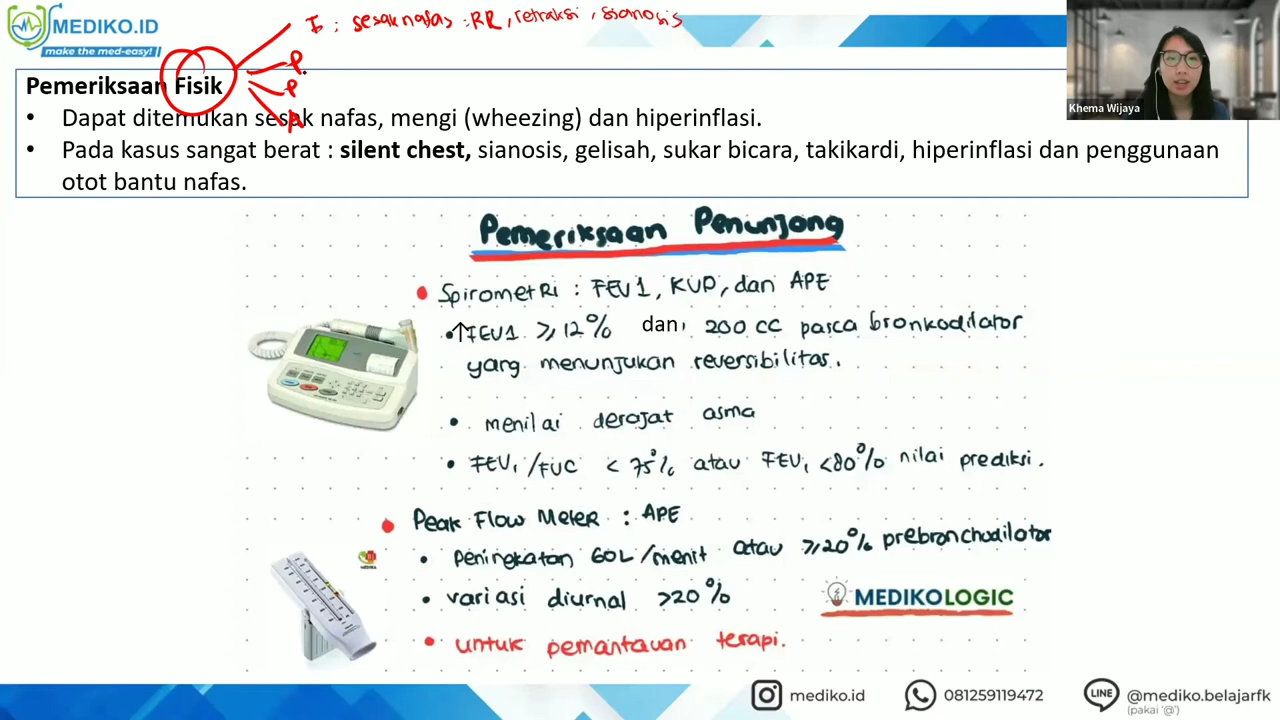 MEDIKO.ID
make the med-easy!
I : sesak nafas : RR, retraksi, sianosis
P
P
A
Khema Wijaya
Pemeriksaan Fisik
• Dapat ditemukan sesak nafas, mengi (wheezing) dan hiperinflasi.
• Pada kasus sangat berat : silent chest, sianosis, gelisah, sukar bicara, takikardi, hiperinflasi dan penggunaan
otot bantu nafas.
Pemeriksaan Penunjang
• Spirometri : FEV1, KVP, dan APE
• ↑FEV1 ≥ 12% dan 200 cc pasca bronkodilator
yang menunjukan reversibilitas.
• menilai derajat asma
• FEV1/FVC < 75% atau FEV1 <80% nilai prediksi.
• Peak Flow Meter : APE
• peningkatan 60L/menit atau ≥20% prebronchodilator
• variasi diurnal >20%
MEDIKOLOGIC
• untuk pemantauan terapi.
mediko.id
081259119472
LINE
@mediko.belajarfk
(pakai '@')